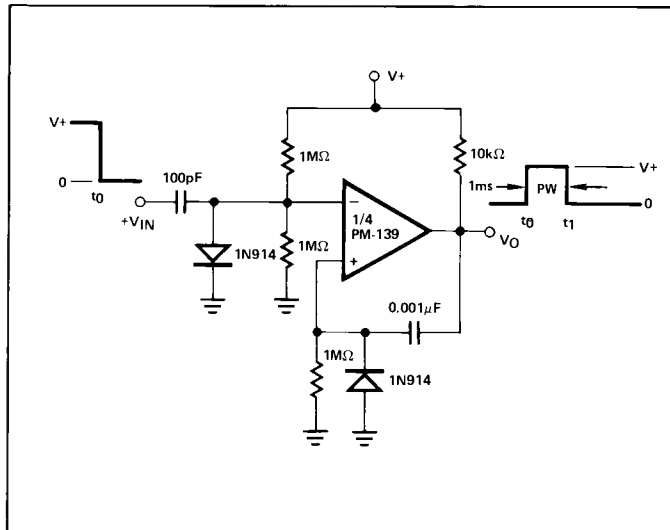 V+
V+
0
t0
+VIN
100pF
1MΩ
10kΩ
1N914
1MΩ
−
1/4
PM-139
+
V+
1ms
PW
0
t0
t1
VO
0.001μF
1MΩ
1N914